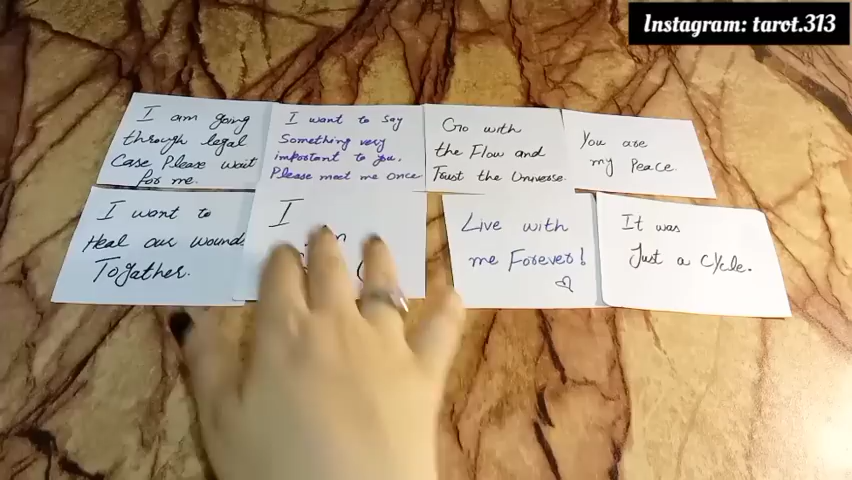 Instagram: tarot.313
I am going
through legal
Case Please wait
for me.
I want to say
Something very
important to you.
Please meet me once
Go with
the Flow and
Trust the Universe
You are
my Peace.
I want to
Heal our wounds
Together.
I
Live with
me Forever!
It was
Just a Cycle.